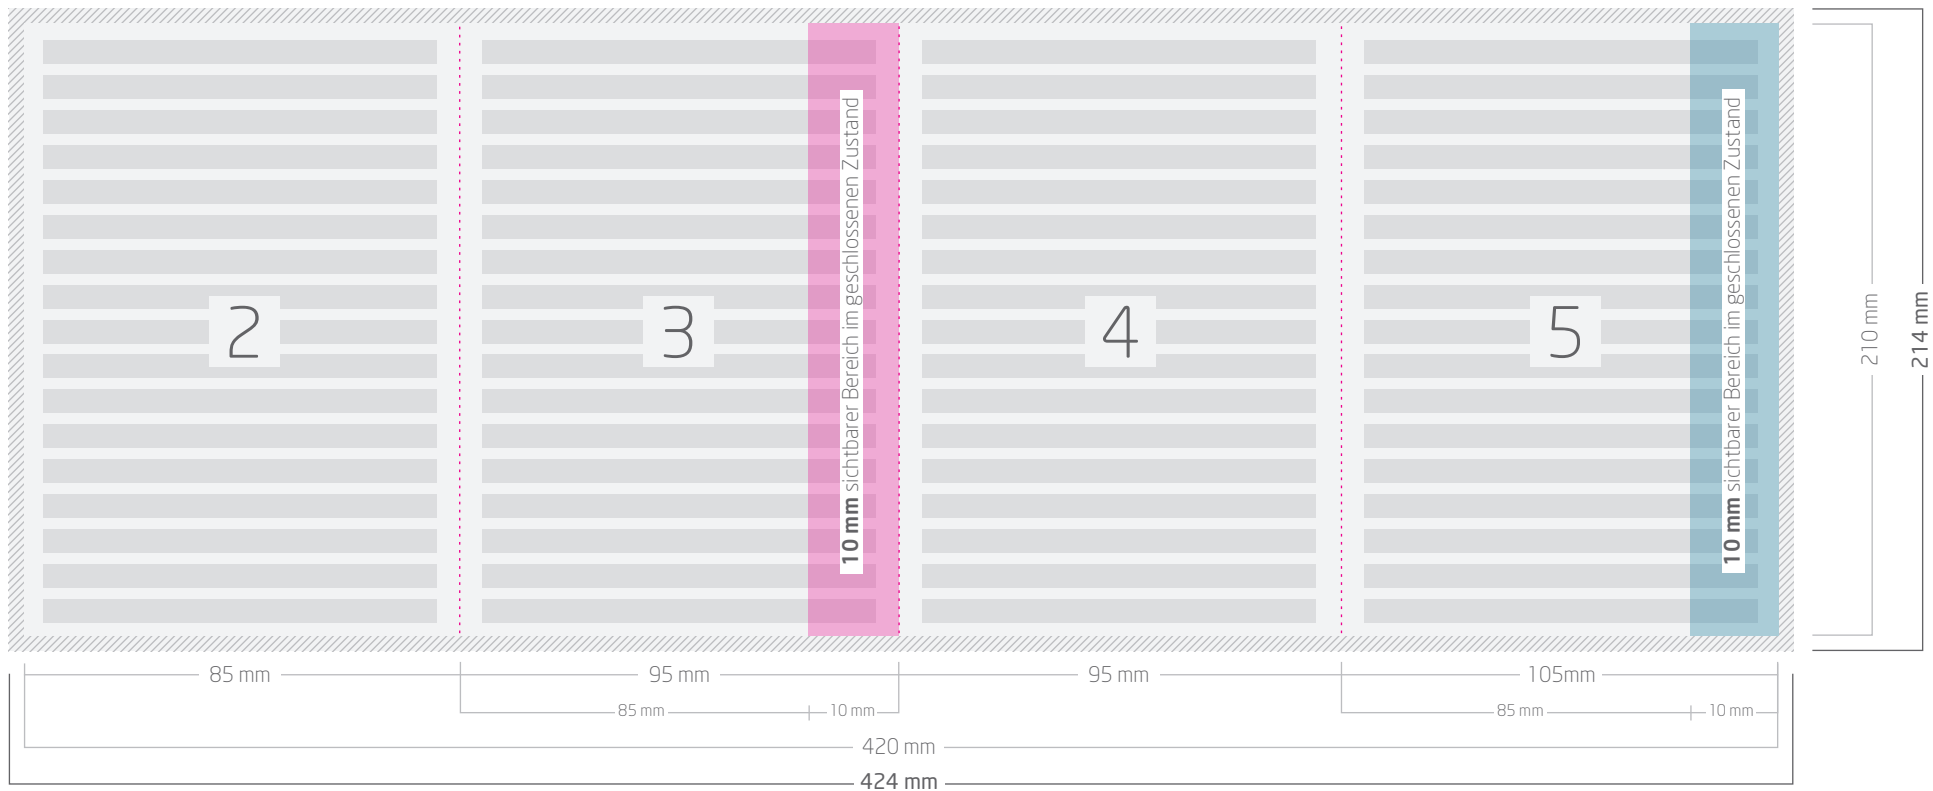 2
3
4
5
10 mm sichtbarer Bereich im geschlossenen Zustand
10 mm sichtbarer Bereich im geschlossenen Zustand
210 mm
214 mm
85 mm
95 mm
95 mm
105mm
85 mm
10 mm
85 mm
10 mm
420 mm
424 mm